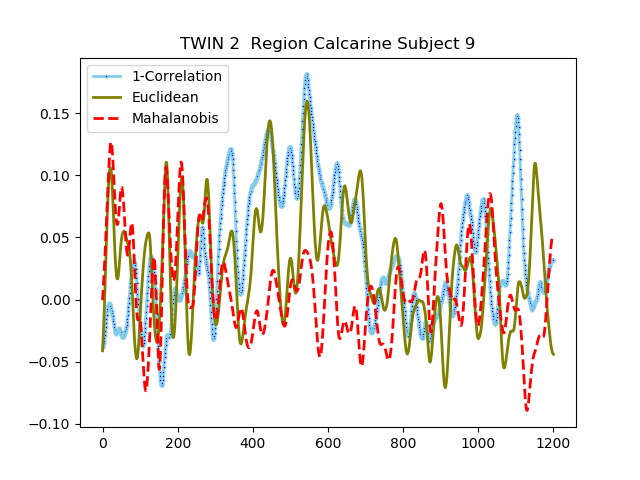 TWIN 2  Region Calcarine Subject 9
1-Correlation
Euclidean
Mahalanobis
0.15
0.10
0.05
0.00
−0.05
−0.10
0 200 400 600 800 1000 1200